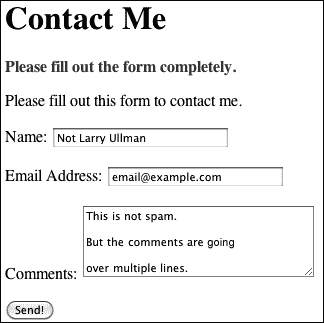 Contact Me
Please fill out the form completely.
Please fill out this form to contact me.
Name: Not Larry Ullman
Email Address: email@example.com
This is not spam.
But the comments are going
Comments: over multiple lines.
Send!